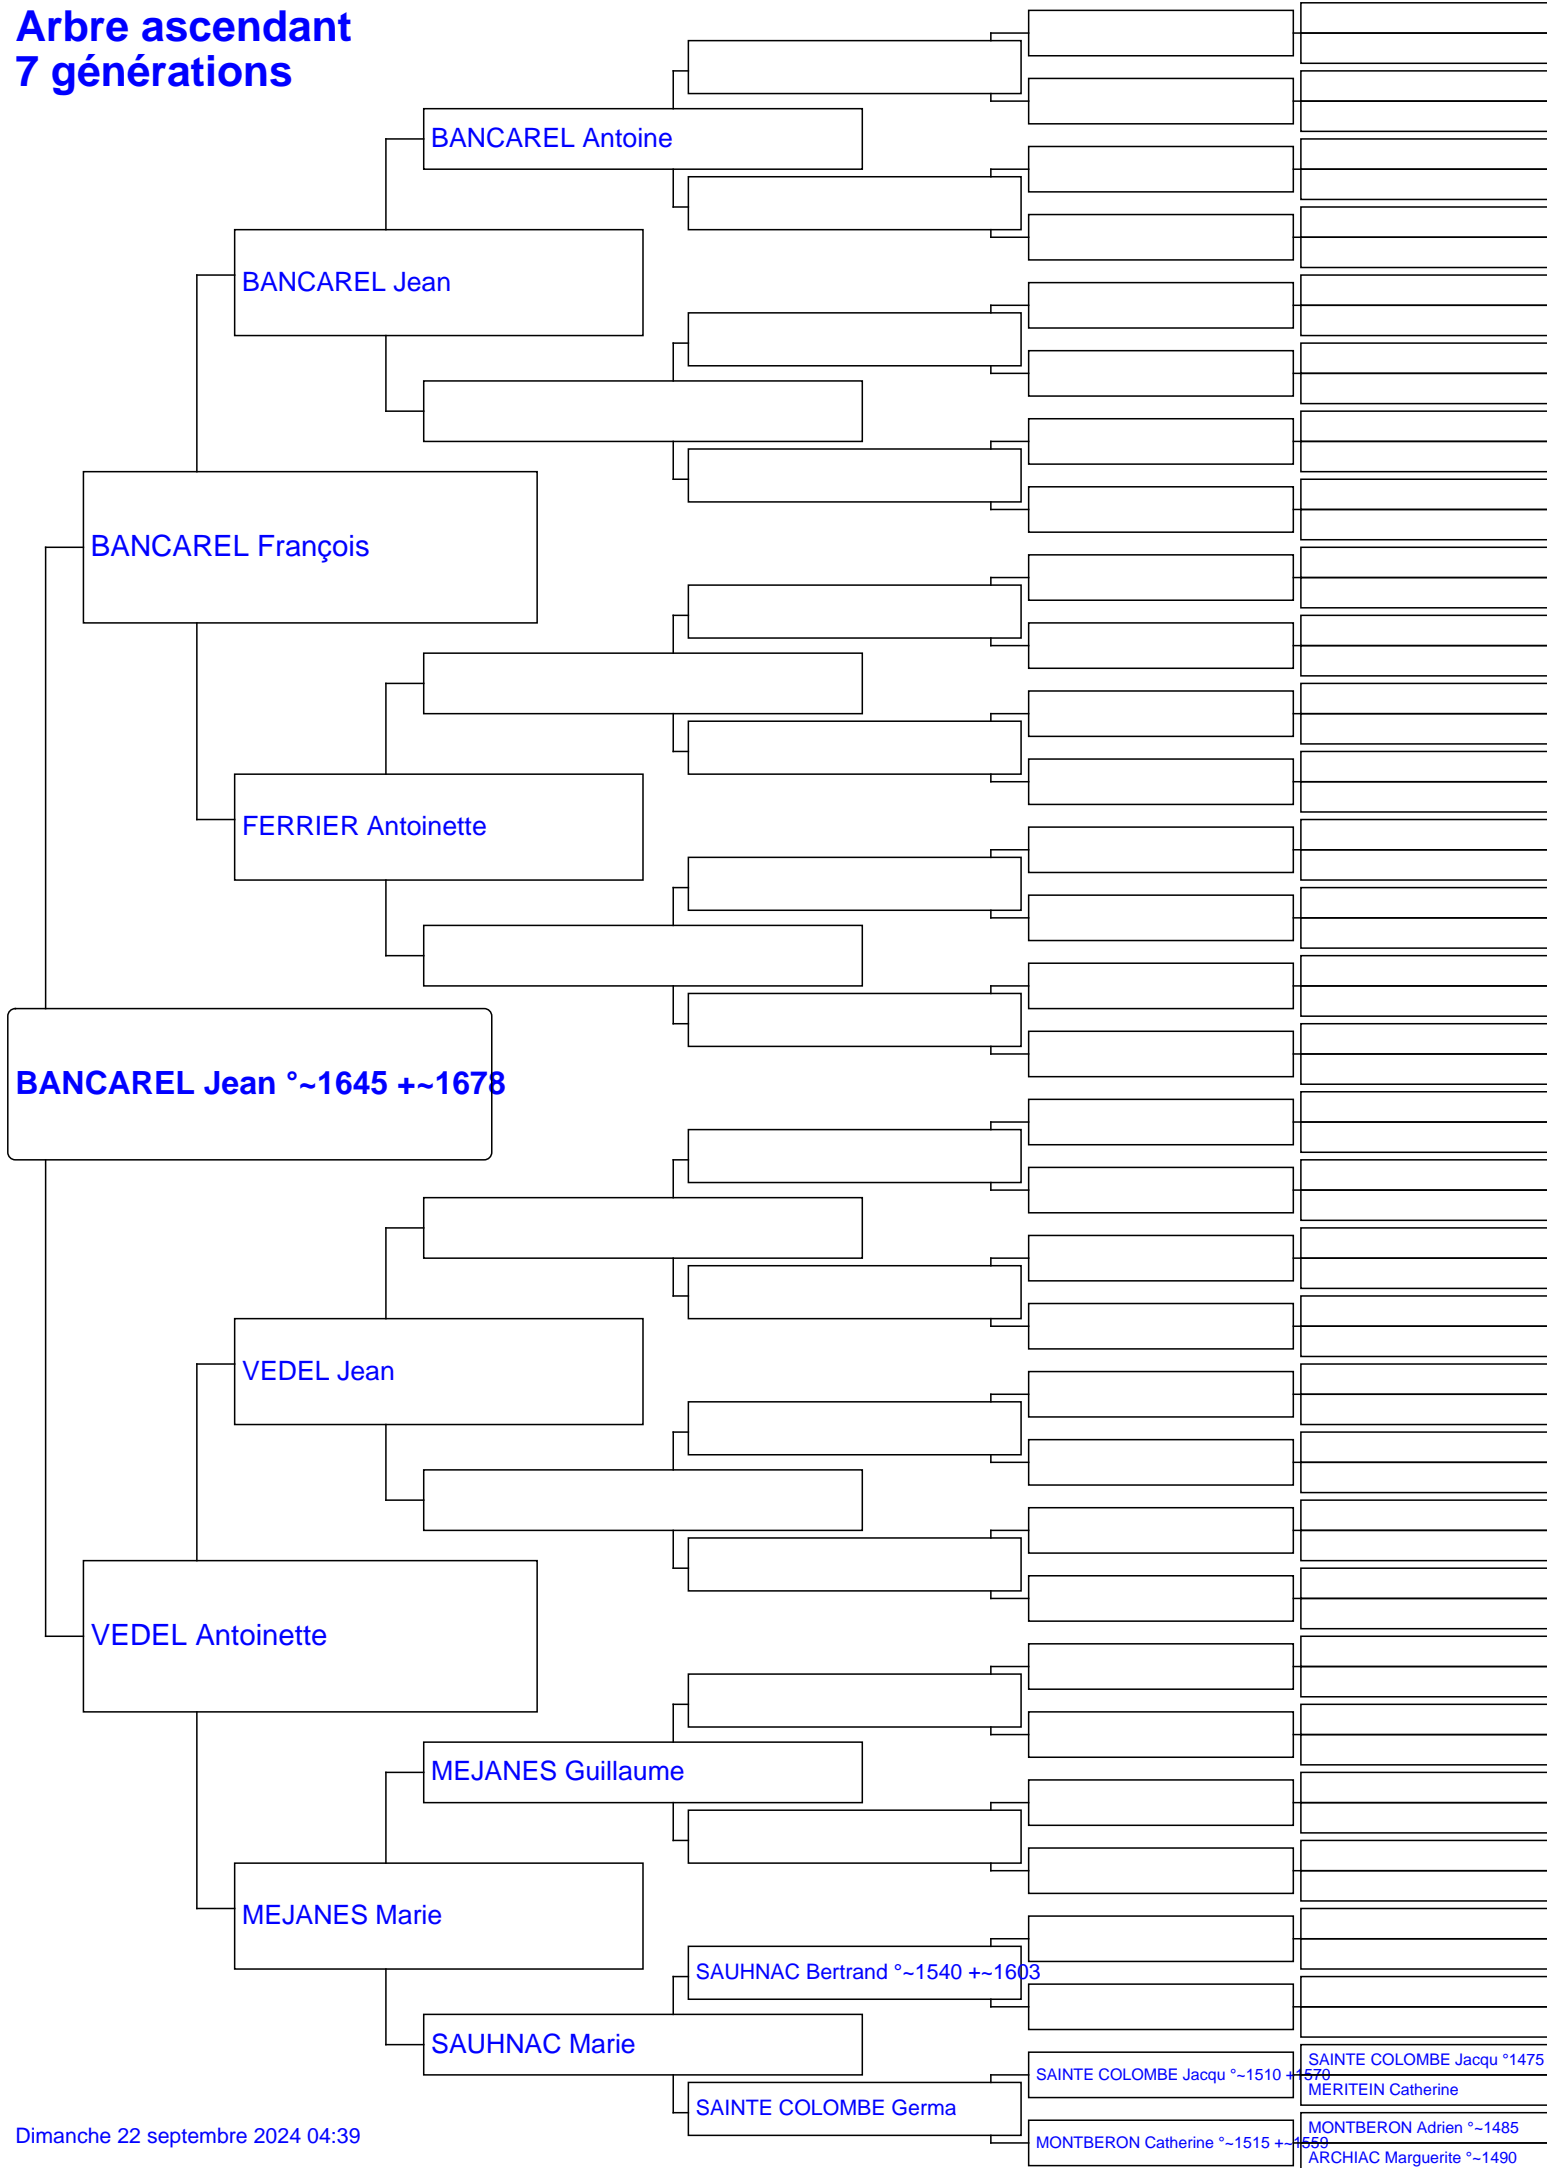 Arbre ascendant
7 générations
BANCAREL Antoine
BANCAREL Jean
BANCAREL François
FERRIER Antoinette
BANCAREL Jean °~1645 +~1678
VEDEL Jean
VEDEL Antoinette
MEJANES Guillaume
MEJANES Marie
SAUHNAC Bertrand °~1540 +~1603
SAUHNAC Marie
SAINTE COLOMBE Jacqu °1475
SAINTE COLOMBE Jacqu °~1510 +1570
MERITEIN Catherine
SAINTE COLOMBE Germa
MONTBERON Adrien °~1485
MONTBERON Catherine °~1515 +~1559
ARCHIAC Marguerite °~1490
Dimanche 22 septembre 2024 04:39